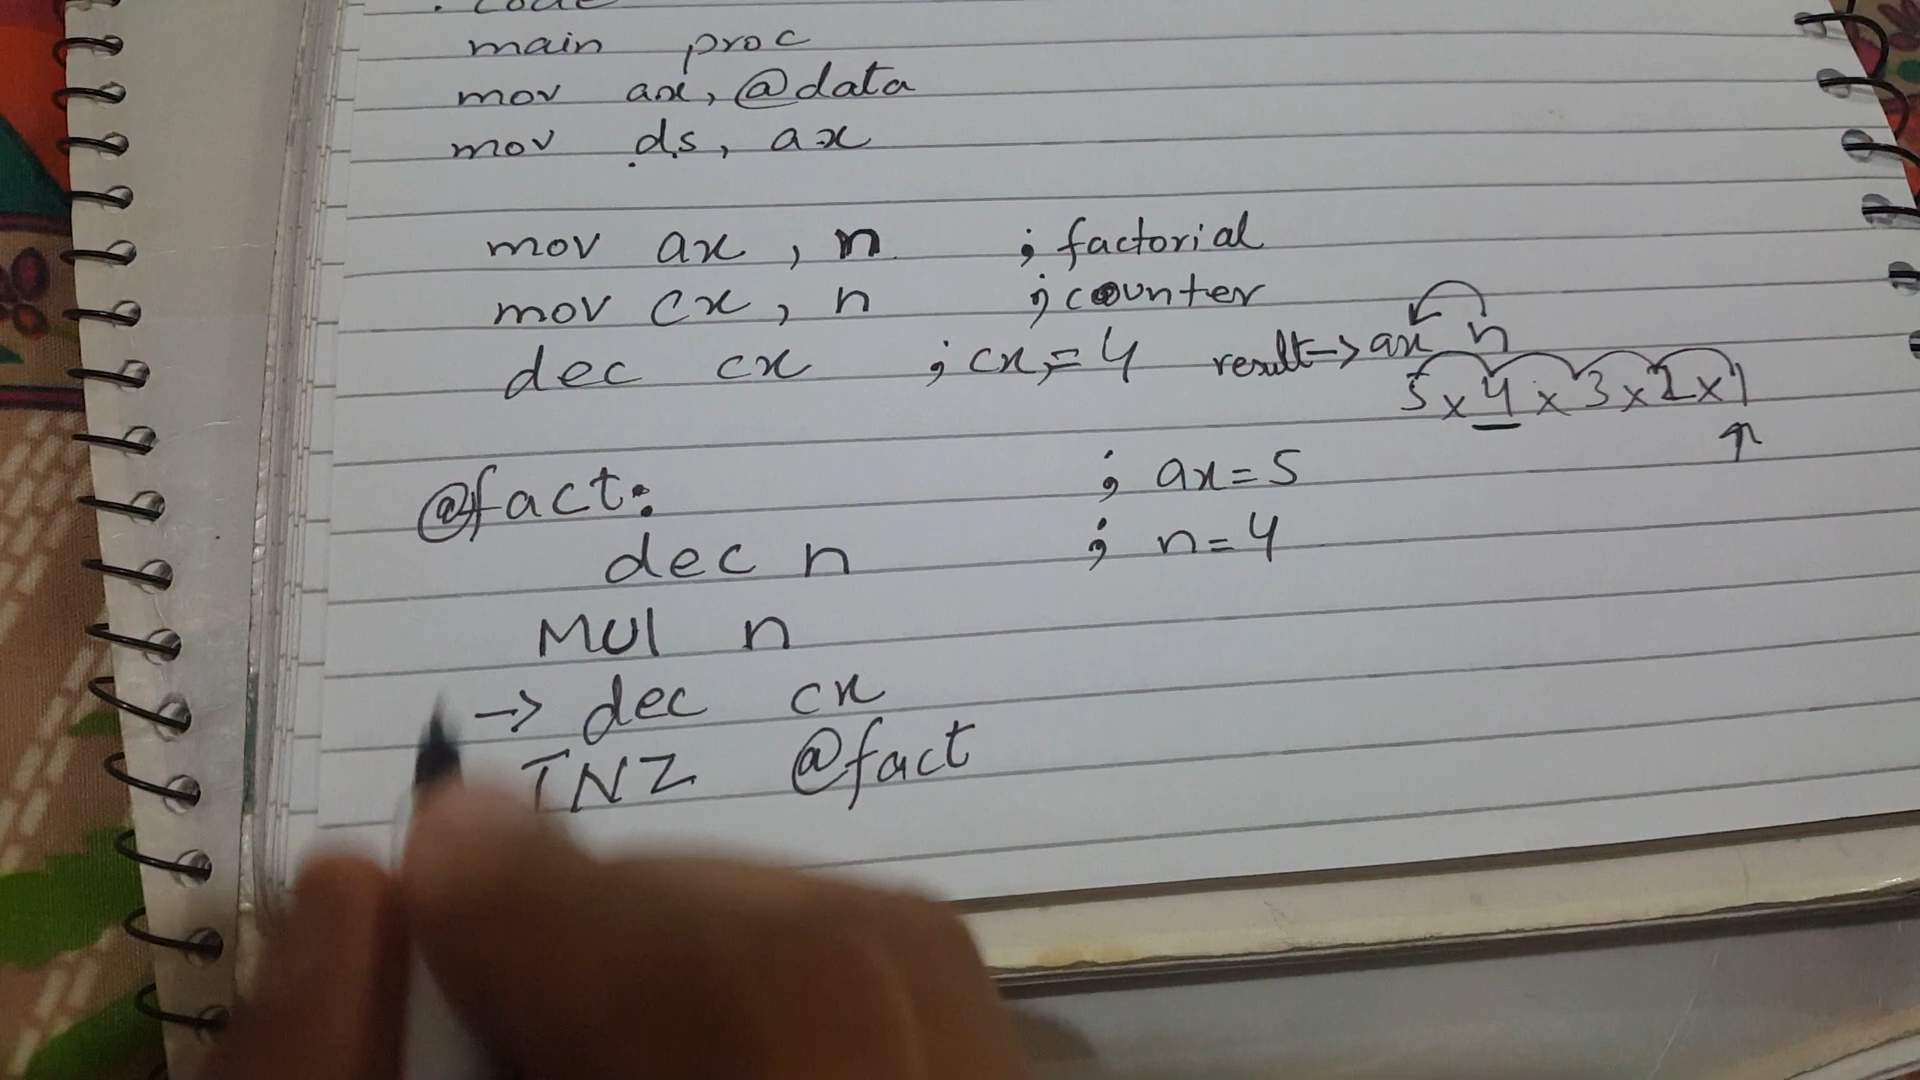 . code
main proc
mov ax, @data
mov ds, ax
mov ax , n ; factorial
mov cx, n ; counter
dec cx ; cx = 4 result -> ax n
5 x 4 x 3 x 2 x 1
@fact: ; ax = 5
dec n ; n = 4
MUl n
-> dec cx
JNZ @fact